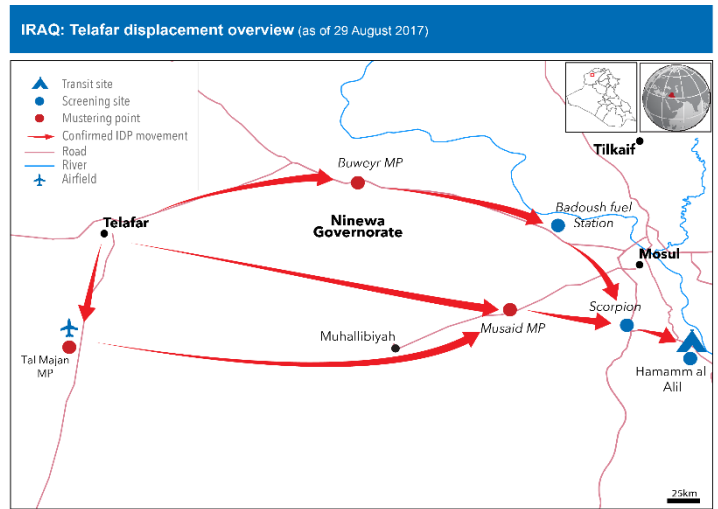 IRAQ: Telafar displacement overview (as of 29 August 2017)
Transit site
Screening site
Mustering point
Confirmed IDP movement
Road
River
Airfield
Tilkaif
Buweyr MP
Badoush fuel
Station
Telafar
Ninewa
Governorate
Mosul
Scorpion
Musaid MP
Muhallibiyah
Tal Majan
MP
Hamamm al
Alil
25km